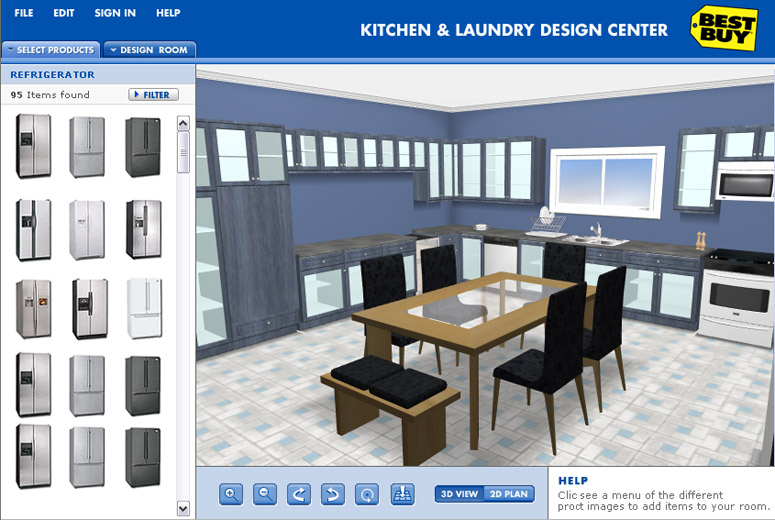 FILE EDIT SIGN IN HELP
KITCHEN & LAUNDRY DESIGN CENTER
BEST BUY
SELECT PRODUCTS DESIGN ROOM
REFRIGERATOR
95 Items found FILTER
3D VIEW 2D PLAN
HELP
Clic see a menu of the different
proct images to add items to your room.